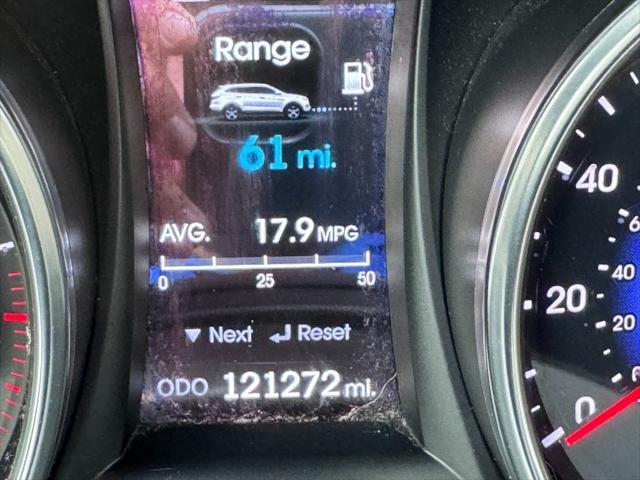 Range
61 mi.
AVG. 17.9 MPG
0 25 50
▼ Next ↵ Reset
ODO 121272 mi.
40
60
40
20
20
0